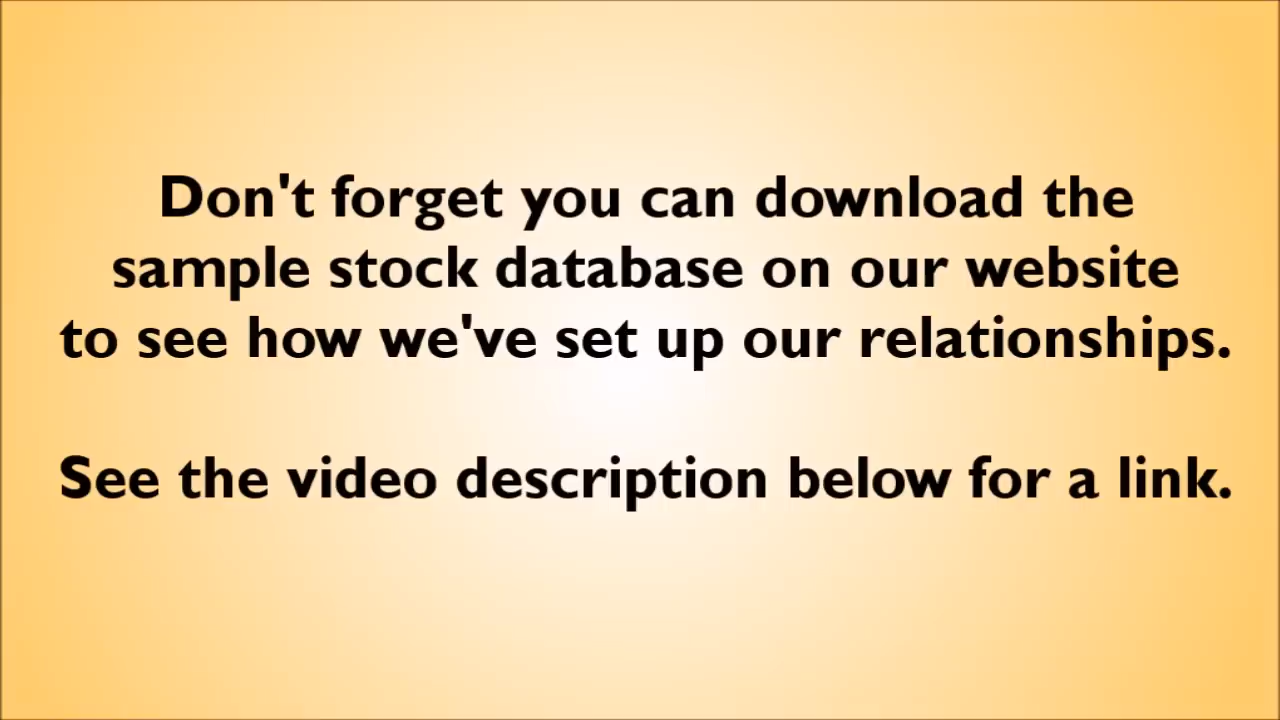 Don't forget you can download the
sample stock database on our website
to see how we've set up our relationships.
See the video description below for a link.